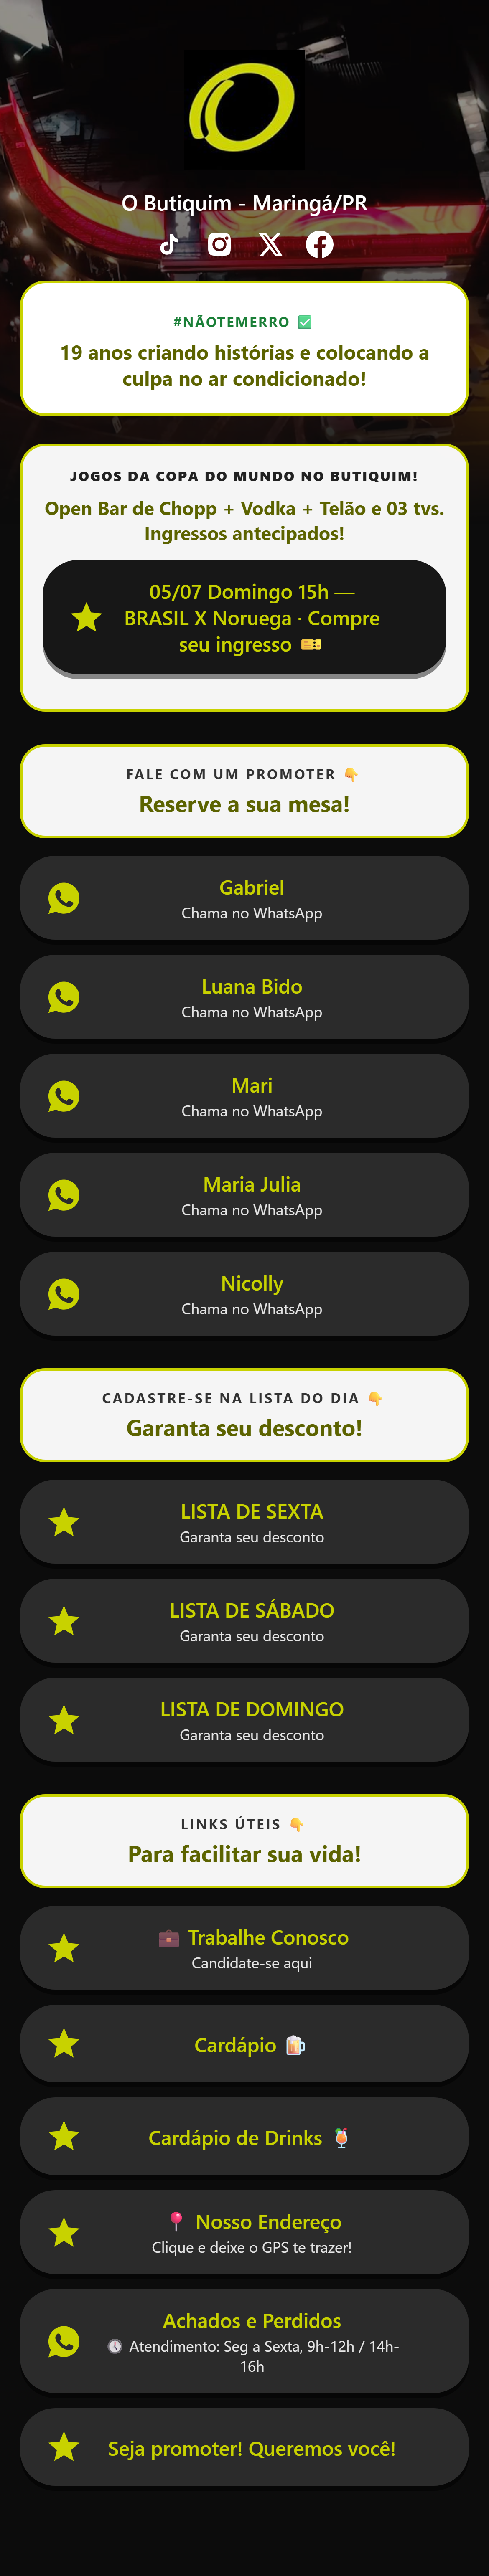 O Butiquim - Maringá/PR
#NÃOTEMERRO ✅
19 anos criando histórias e colocando a
culpa no ar condicionado!
JOGOS DA COPA DO MUNDO NO BUTIQUIM!
Open Bar de Chopp + Vodka + Telão e 03 tvs.
Ingressos antecipados!
05/07 Domingo 15h —
BRASIL X Noruega · Compre
seu ingresso 🎫
FALE COM UM PROMOTER 👇
Reserve a sua mesa!
Gabriel
Chama no WhatsApp
Luana Bido
Chama no WhatsApp
Mari
Chama no WhatsApp
Maria Julia
Chama no WhatsApp
Nicolly
Chama no WhatsApp
CADASTRE-SE NA LISTA DO DIA 👇
Garanta seu desconto!
LISTA DE SEXTA
Garanta seu desconto
LISTA DE SÁBADO
Garanta seu desconto
LISTA DE DOMINGO
Garanta seu desconto
LINKS ÚTEIS 👇
Para facilitar sua vida!
💼 Trabalhe Conosco
Candidate-se aqui
Cardápio 🍺
Cardápio de Drinks 🍹
📍 Nosso Endereço
Clique e deixe o GPS te trazer!
Achados e Perdidos
🕓 Atendimento: Seg a Sexta, 9h-12h / 14h-
16h
Seja promoter! Queremos você!